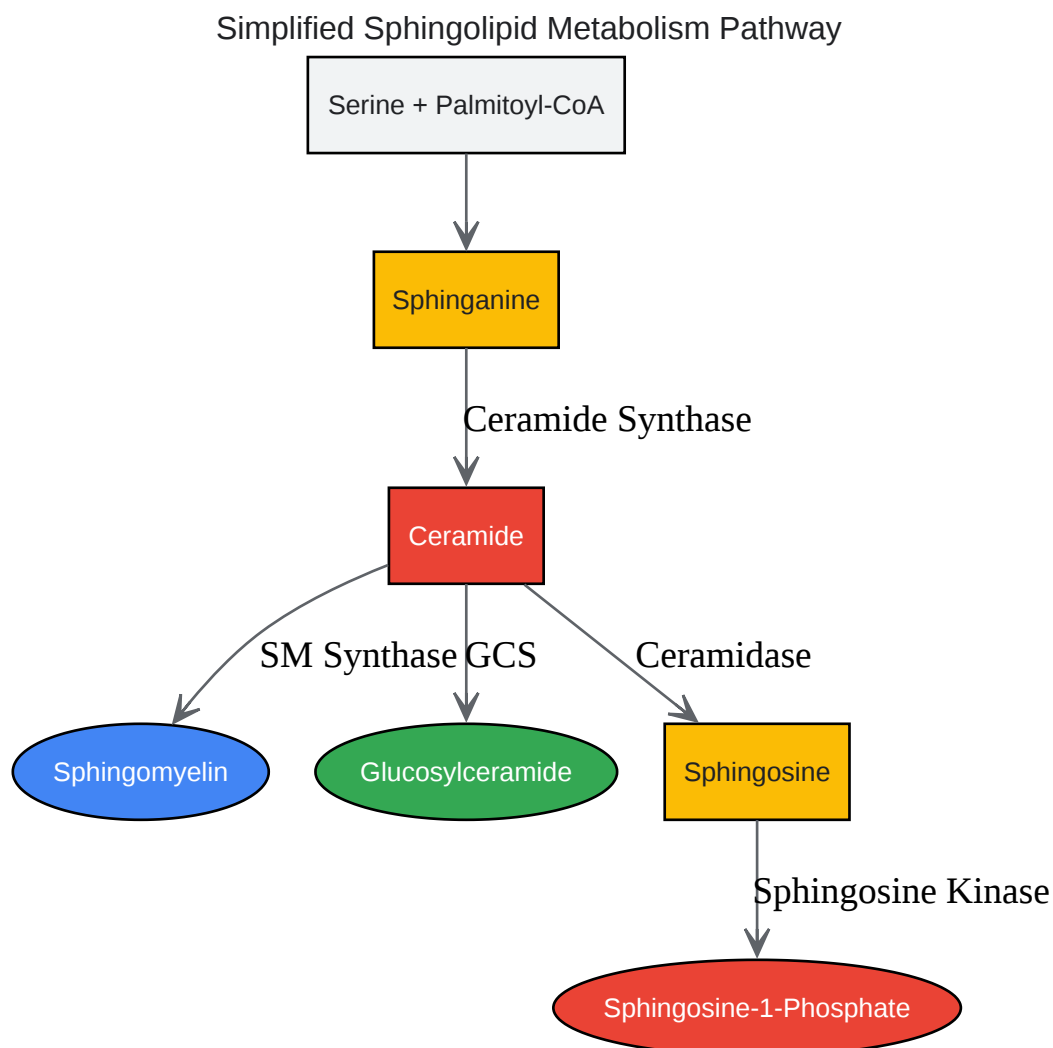 Simplified Sphingolipid Metabolism Pathway
Serine + Palmitoyl-CoA
Sphinganine
Ceramide Synthase
Ceramide
SM Synthase
GCS
Ceramidase
Sphingomyelin
Glucosylceramide
Sphingosine
Sphingosine Kinase
Sphingosine-1-Phosphate